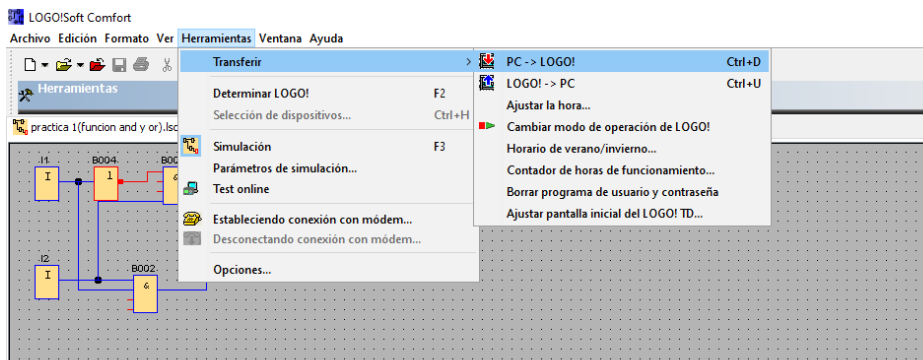 LOGO!Soft Comfort
Archivo Edición Formato Ver Herramientas Ventana Ayuda
Herramientas
practica 1(funcion and y or).lsc
Transferir
Determinar LOGO! F2
Selección de dispositivos... Ctrl+H
Simulación F3
Parámetros de simulación...
Test online
Estableciendo conexión con módem...
Desconectando conexión con módem...
Opciones...
PC -> LOGO! Ctrl+D
LOGO! -> PC Ctrl+U
Ajustar la hora...
Cambiar modo de operación de LOGO!
Horario de verano/invierno...
Contador de horas de funcionamiento...
Borrar programa de usuario y contraseña
Ajustar pantalla inicial del LOGO! TD...
I1 B004
I 1
I2 B002
I &